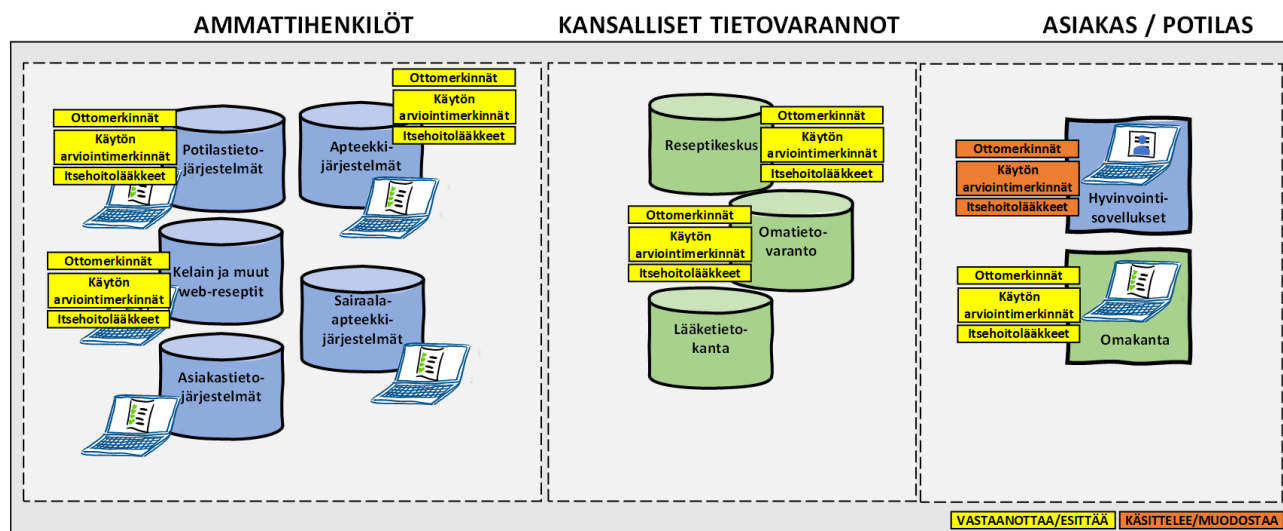 AMMATTIHENKILÖT
KANSALLISET TIETOVARANNOT
ASIAKAS / POTILAS
Ottomerkinnät
Käytön
arviointimerkinnät
Itsehoitolääkkeet
Potilastieto-
järjestelmät
Ottomerkinnät
Käytön
arviointimerkinnät
Itsehoitolääkkeet
Apteekki-
järjestelmät
Ottomerkinnät
Käytön
arviointimerkinnät
Itsehoitolääkkeet
Kelain ja muut
web-reseptit
Sairaala-
apteekki-
järjestelmät
Asiakastieto-
järjestelmät
Reseptikeskus
Ottomerkinnät
Käytön
arviointimerkinnät
Itsehoitolääkkeet
Ottomerkinnät
Käytön
arviointimerkinnät
Itsehoitolääkkeet
Omatieto-
varanto
Lääketieto-
kanta
Ottomerkinnät
Käytön
arviointimerkinnät
Itsehoitolääkkeet
Hyvinvointi-
sovellukset
Ottomerkinnät
Käytön
arviointimerkinnät
Itsehoitolääkkeet
Omakanta
VASTAANOTTAA/ESITTÄÄ
KÄSITTELEE/MUODOSTAA